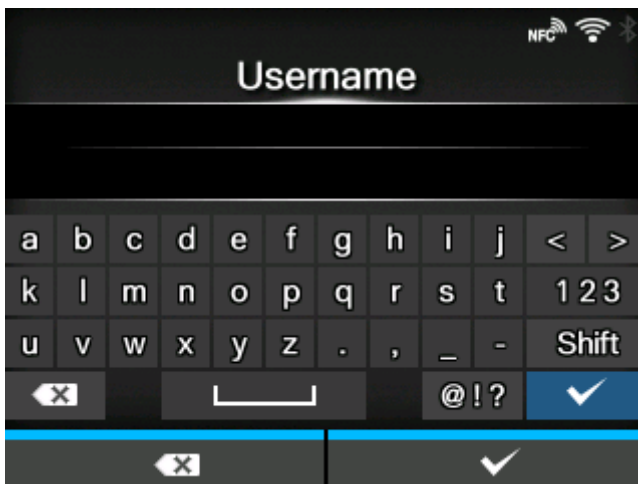 NFC
Username
a b c d e f g h i j < >
k l m n o p q r s t 123
u v w x y z . , _ - Shift
@!?